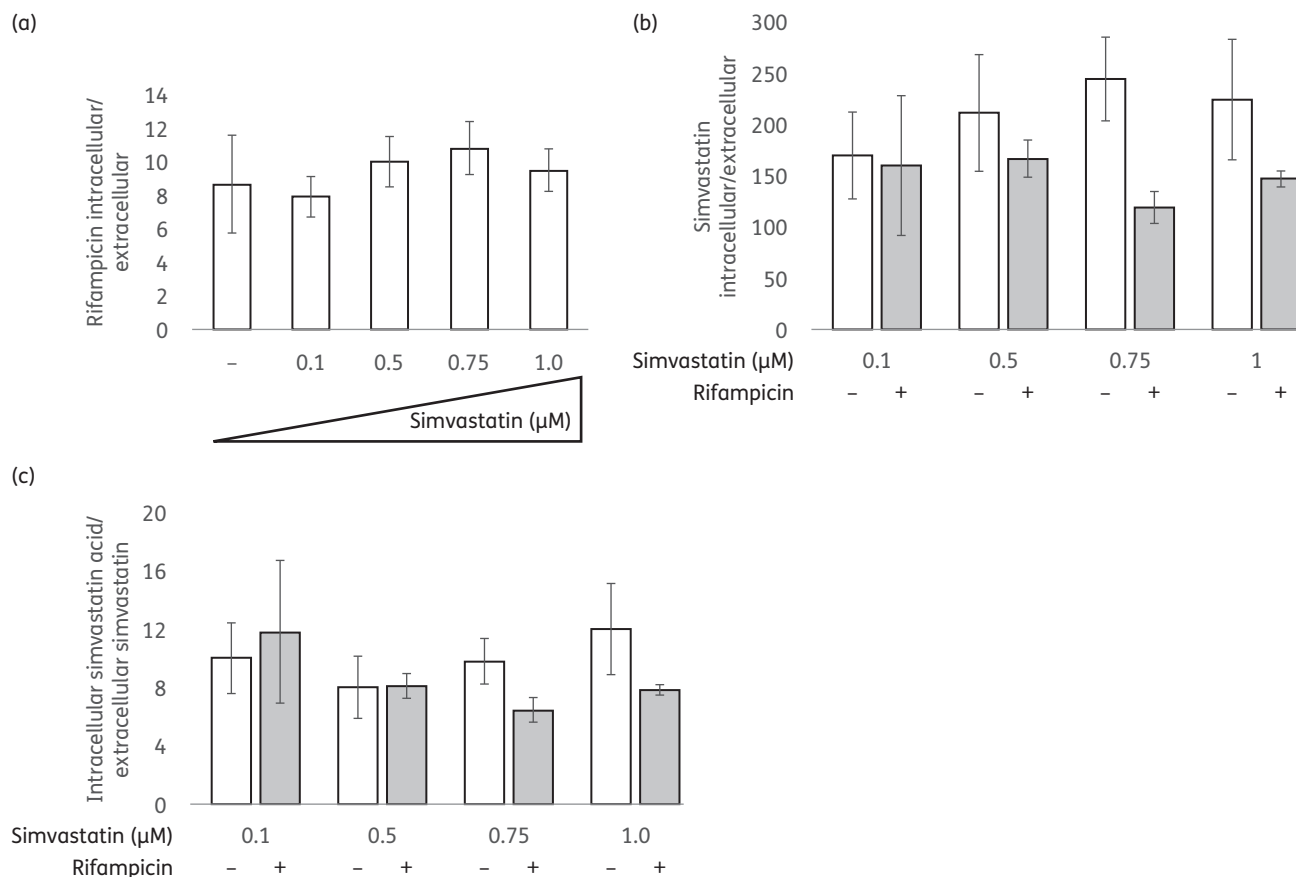 (a)
Rifampicin intracellular/
extracellular
14
12
10
8
6
4
2
0
– 0.1 0.5 0.75 1.0
Simvastatin (µM)
(b)
Simvastatin
intracellular/extracellular
300
250
200
150
100
50
0
Simvastatin (µM) 0.1 0.5 0.75 1
Rifampicin – + – + – + – +
(c)
Intracellular simvastatin acid/
extracellular simvastatin
20
16
12
8
4
0
Simvastatin (µM) 0.1 0.5 0.75 1.0
Rifampicin – + – + – + – +